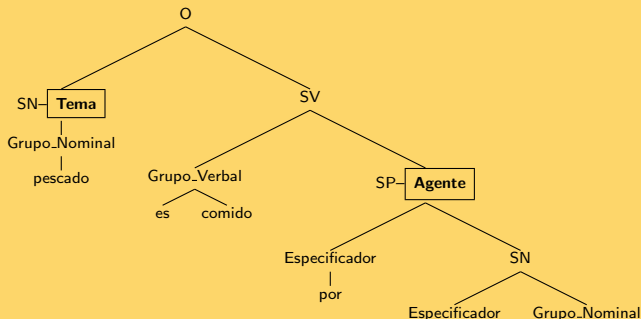 O
SN Tema
SV
Grupo_Nominal
pescado
Grupo_Verbal
SP Agente
es comido
Especificador
SN
por
Especificador Grupo_Nominal